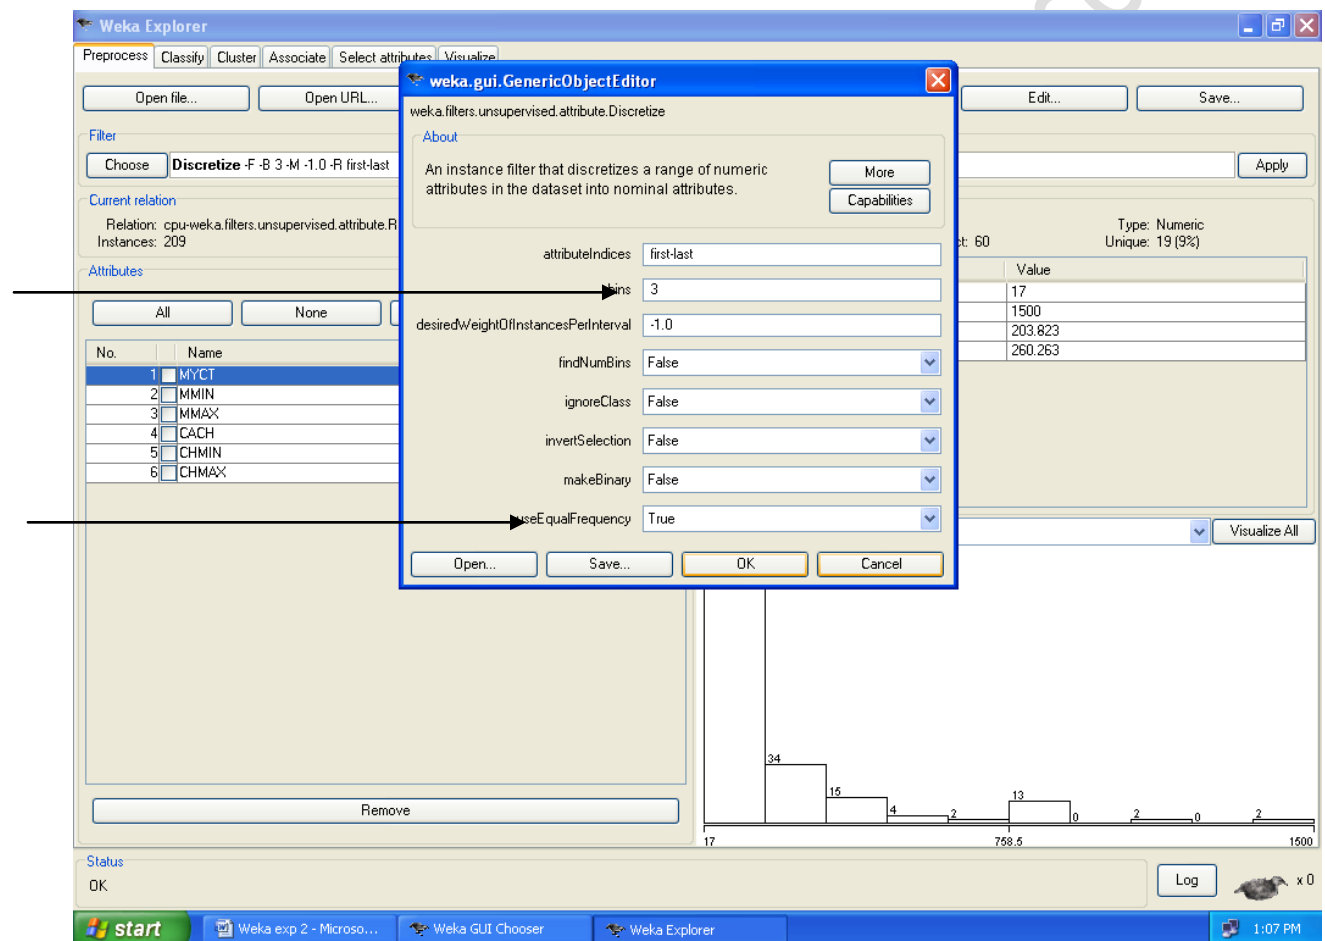 Weka Explorer
Preprocess Classify Cluster Associate Select attributes Visualize
Open file... Open URL... Edit... Save...
Filter
Choose Discretize -F -B 3 -M -1.0 -R first-last Apply
Current relation
Relation: cpu-weka.filters.unsupervised.attribute.R
Instances: 209
Attributes
All None
No. Name
1 MYCT
2 MMIN
3 MMAX
4 CACH
5 CHMIN
6 CHMAX
Remove
weka.gui.GenericObjectEditor
weka.filters.unsupervised.attribute.Discretize
About
An instance filter that discretizes a range of numeric
attributes in the dataset into nominal attributes.
More
Capabilities
attributeIndices first-last
bins 3
desiredWeightOfInstancesPerInterval -1.0
findNumBins False
ignoreClass False
invertSelection False
makeBinary False
useEqualFrequency True
Open... Save... OK Cancel
Type: Numeric
ct: 60 Unique: 19 (9%)
Value
17
1500
203.823
260.263
Visualize All
34
15
4
2
13
0
2
0
2
17 758.5 1500
Status
OK
Log x 0
start Weka exp 2 - Microso... Weka GUI Chooser Weka Explorer 1:07 PM